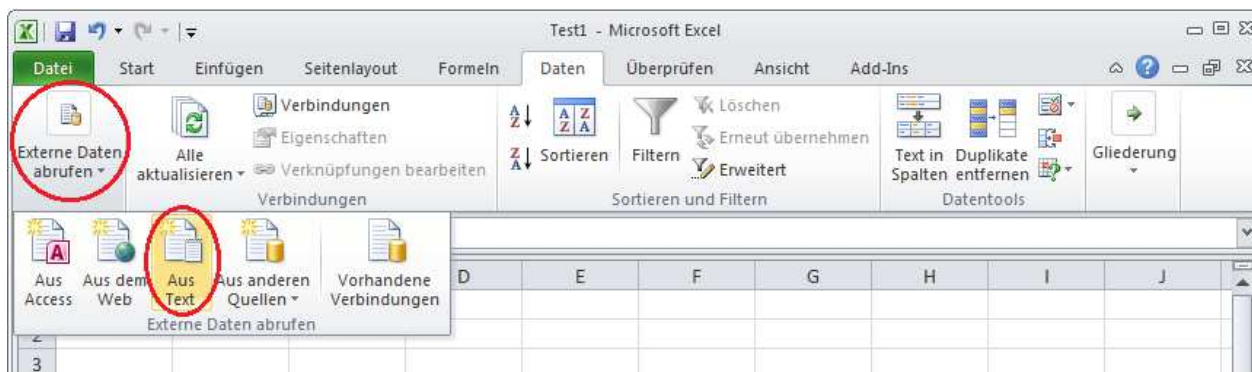 Test1 - Microsoft Excel
Datei Start Einfügen Seitenlayout Formeln Daten Überprüfen Ansicht Add-Ins
Externe Daten
abrufen
Alle
aktualisieren
Verbindungen
Eigenschaften
Verknüpfungen bearbeiten
Verbindungen
A
Z
Z
A
A Z
Z A
Sortieren
Filtern
Löschen
Erneut übernehmen
Erweitert
Sortieren und Filtern
Text in
Spalten
Duplikate
entfernen
Datentools
Gliederung
Aus
Access
Aus dem
Web
Aus
Text
Aus anderen
Quellen
Vorhandene
Verbindungen
Externe Daten abrufen
D E F G H I J
2
3